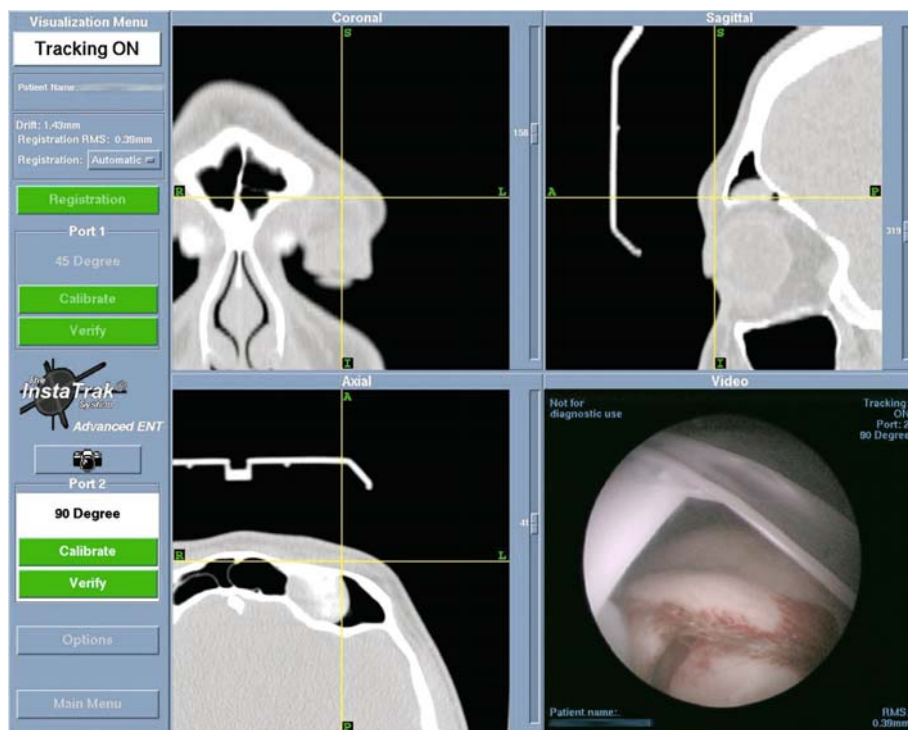 Visualization Menu
Tracking ON
Patient Name:
Drift: 1.43mm
Registration RMS: 0.39mm
Registration: Automatic
Registration
Port 1
45 Degree
Calibrate
Verify
The
InstaTrak®
System
Advanced ENT
Port 2
90 Degree
Calibrate
Verify
Options
Main Menu
Coronal
S
R
L
I
158
Sagittal
S
A
P
I
319
Axial
A
R
L
P
41
Video
Not for
diagnostic use
Tracking:
ON
Port: 2
90 Degree
Patient name:
RMS:
0.39mm